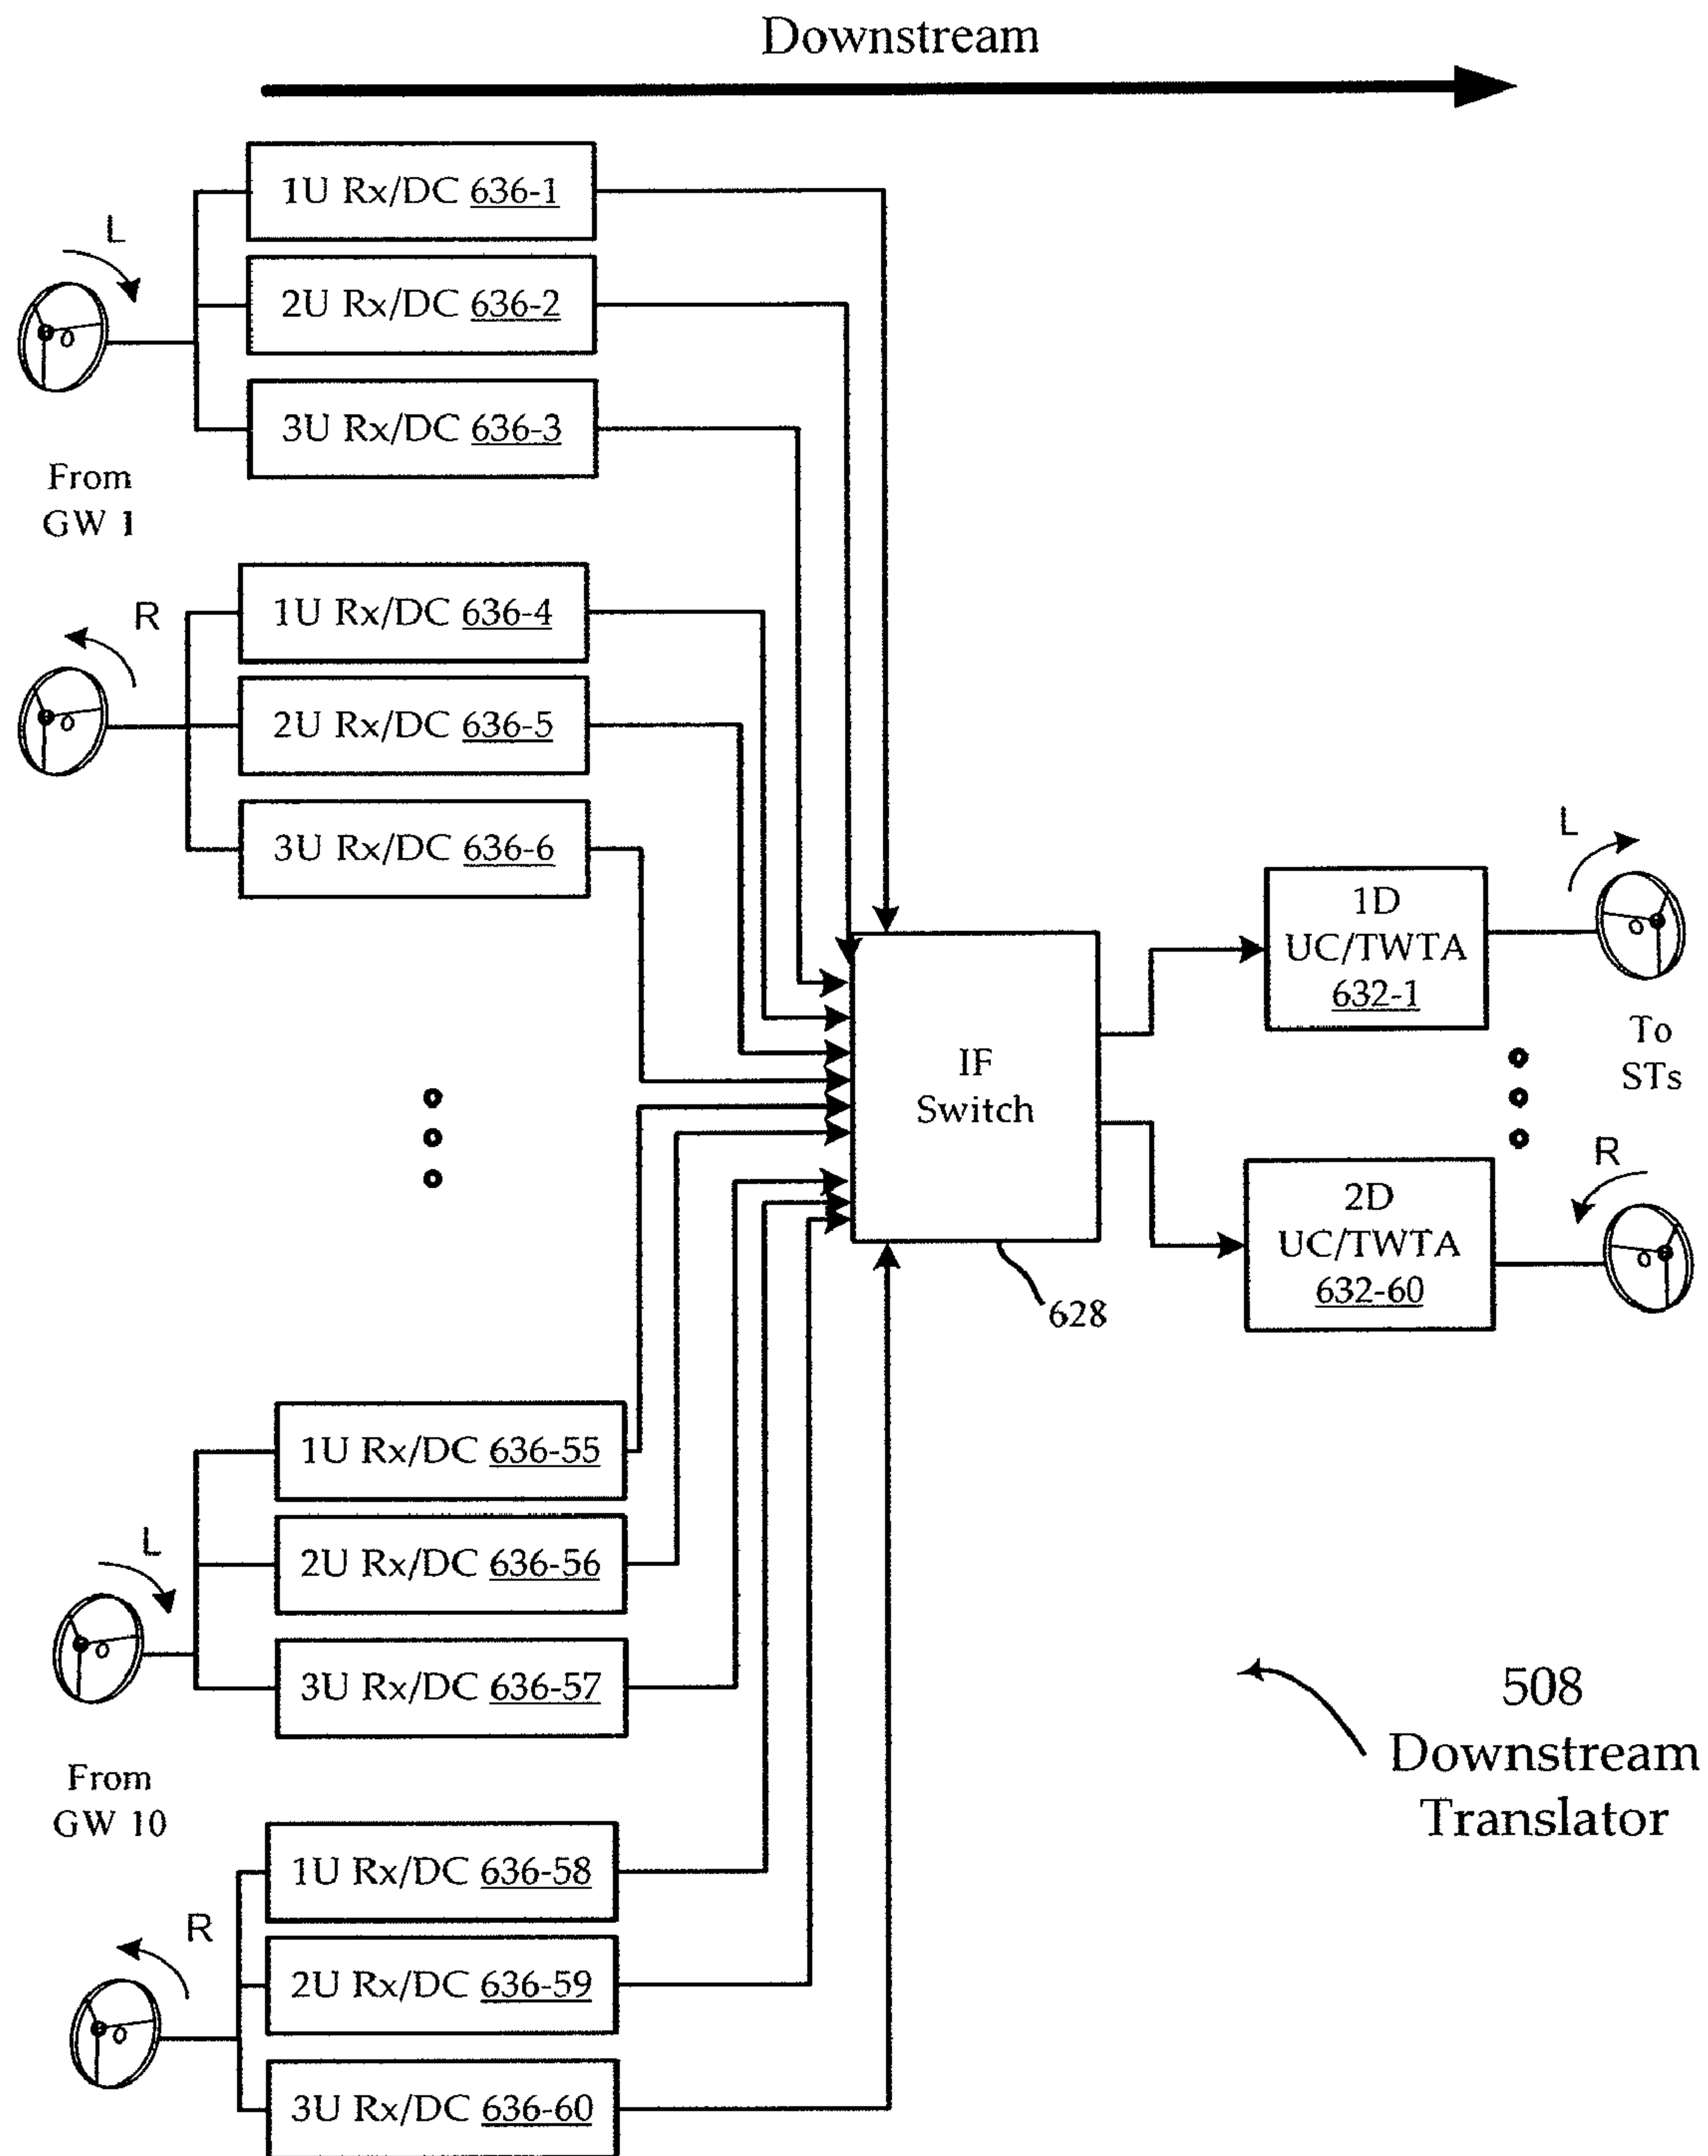 Downstream
1U Rx/DC 636-1
L
2U Rx/DC 636-2
3U Rx/DC 636-3
From
GW 1
1U Rx/DC 636-4
R
2U Rx/DC 636-5
3U Rx/DC 636-6
L
1D
UC/TWTA
632-1
To
STs
IF
Switch
R
2D
UC/TWTA
632-60
628
1U Rx/DC 636-55
L
2U Rx/DC 636-56
3U Rx/DC 636-57
From
GW 10
508
Downstream
Translator
1U Rx/DC 636-58
R
2U Rx/DC 636-59
3U Rx/DC 636-60